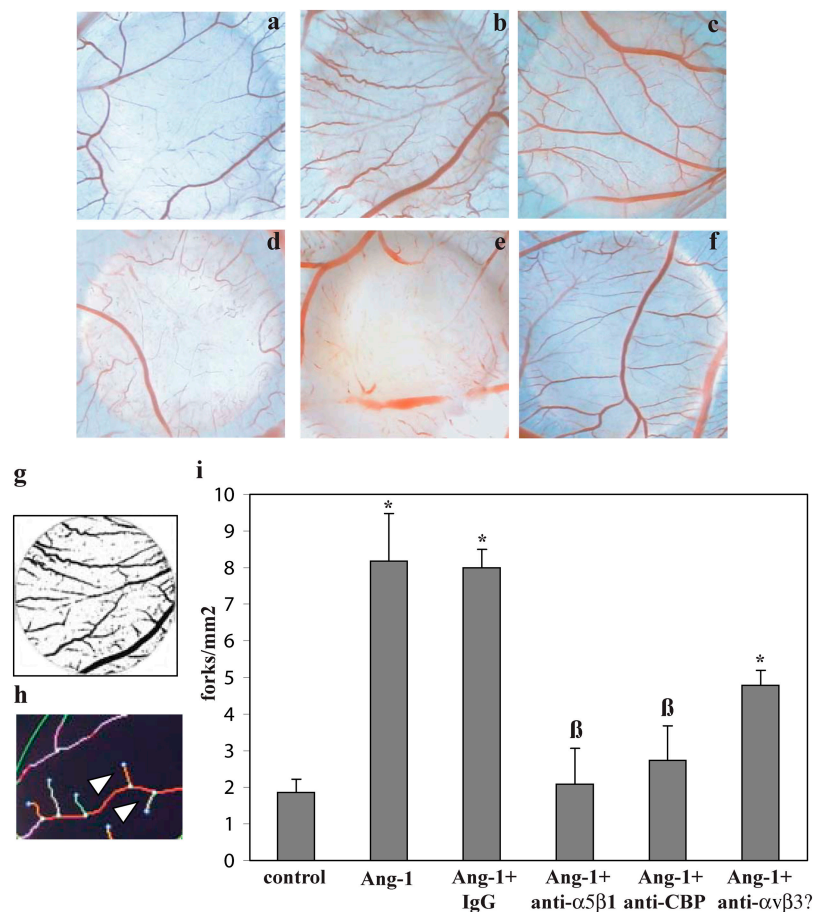 a
b
c
d
e
f
g
h
i
10
9
8
7
6
5
4
3
2
1
0
forks/mm2
*
*
ß
ß
*
control
Ang-1
Ang-1+
IgG
Ang-1+
anti-α5β1
Ang-1+
anti-CBP
Ang-1+
anti-αvβ3?